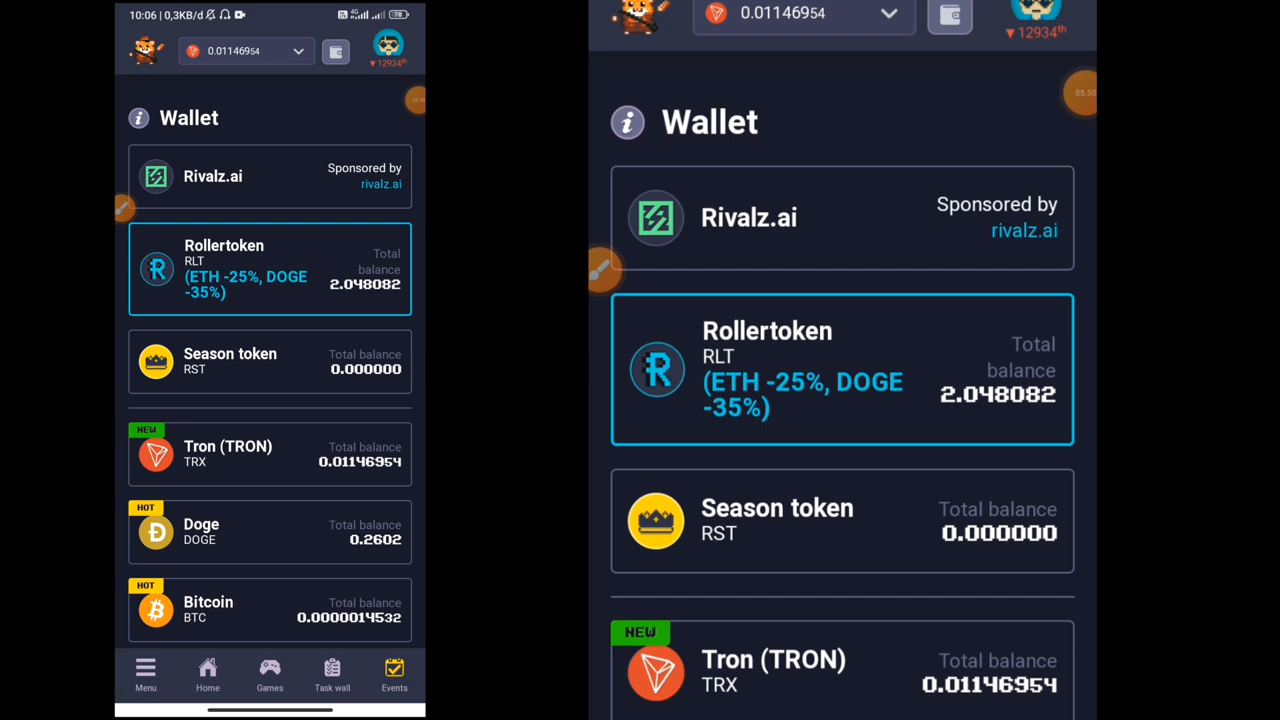 10:06 | 0,3KB/d
4G
78
0.01146954
▼12934th
Wallet
Rivalz.ai
Sponsored by
rivalz.ai
Rollertoken
RLT
(ETH -25%, DOGE
-35%)
Total
balance
2.048082
Season token
RST
Total balance
0.000000
NEW
Tron (TRON)
TRX
Total balance
0.01146954
HOT
Doge
DOGE
Total balance
0.2602
HOT
Bitcoin
BTC
Total balance
0.0000014532
Menu
Home
Games
Task wall
Events
0.01146954
▼12934th
05.50
Wallet
Rivalz.ai
Sponsored by
rivalz.ai
Rollertoken
RLT
(ETH -25%, DOGE
-35%)
Total
balance
2.048082
Season token
RST
Total balance
0.000000
NEW
Tron (TRON)
TRX
Total balance
0.01146954